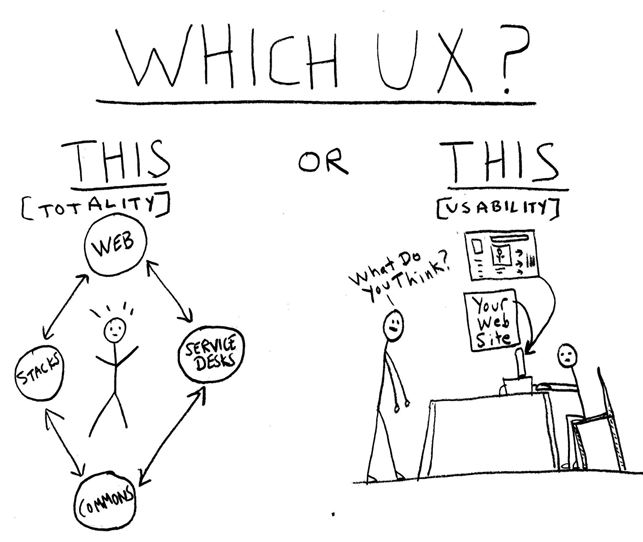 WHICH UX?
THIS
OR
THIS
[TOTALITY]
[USABILITY]
WEB
STACKS
SERVICE
DESKS
COMMONS
What Do
You Think?
Your
Web
Site